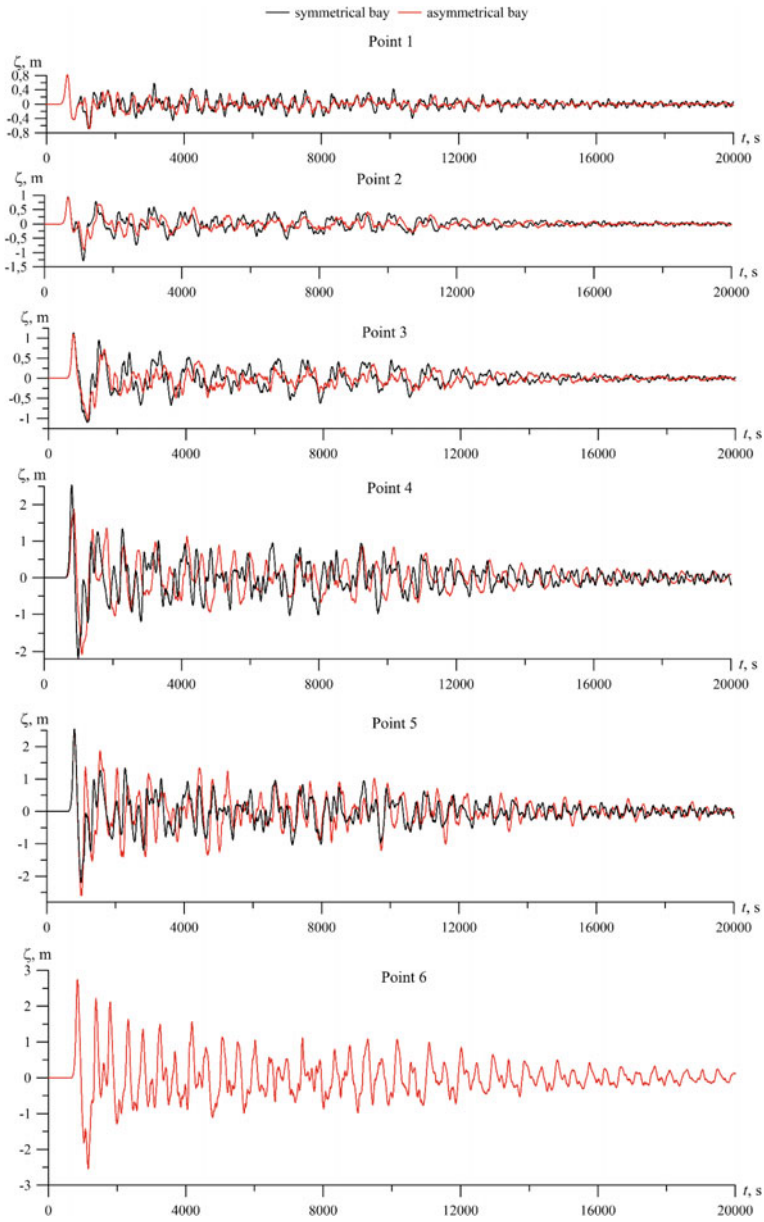 symmetrical bay asymmetrical bay
Point 1
ζ, m
0,8
0,4
0
-0,4
-0,8
t, s
0 4000 8000 12000 16000 20000
Point 2
ζ, m
1
0,5
0
-0,5
-1
-1,5
t, s
0 4000 8000 12000 16000 20000
Point 3
ζ, m
1
0,5
0
-0,5
-1
t, s
0 4000 8000 12000 16000 20000
Point 4
ζ, m
2
1
0
-1
-2
t, s
0 4000 8000 12000 16000 20000
Point 5
ζ, m
2
1
0
-1
-2
t, s
0 4000 8000 12000 16000 20000
Point 6
ζ, m
3
2
1
0
-1
-2
-3
t, s
0 4000 8000 12000 16000 20000